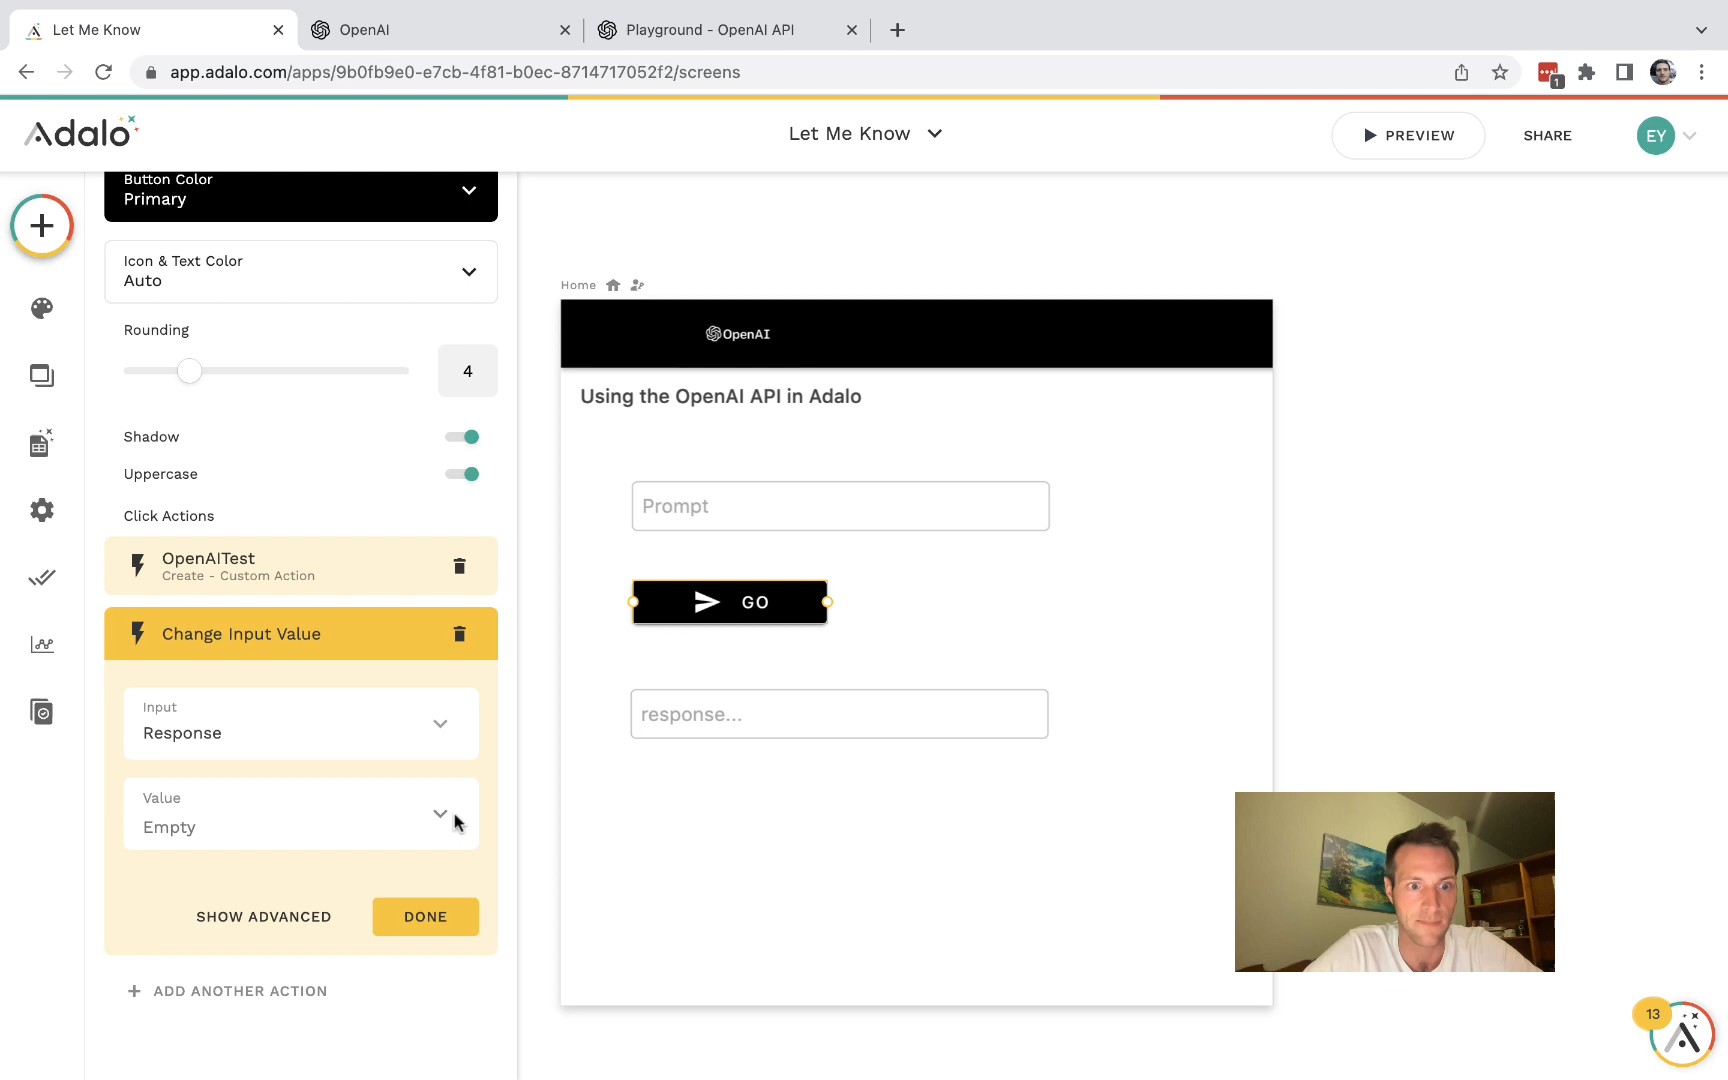 Let Me Know
OpenAI
Playground - OpenAI API
app.adalo.com/apps/9b0fb9e0-e7cb-4f81-b0ec-8714717052f2/screens
1
Adalo
Let Me Know
PREVIEW
SHARE
EY
Button Color
Primary
Icon & Text Color
Auto
Rounding
4
Shadow
Uppercase
Click Actions
OpenAITest
Create - Custom Action
Change Input Value
Input
Response
Value
Empty
SHOW ADVANCED
DONE
+ ADD ANOTHER ACTION
Home
OpenAI
Using the OpenAI API in Adalo
Prompt
GO
response...
13